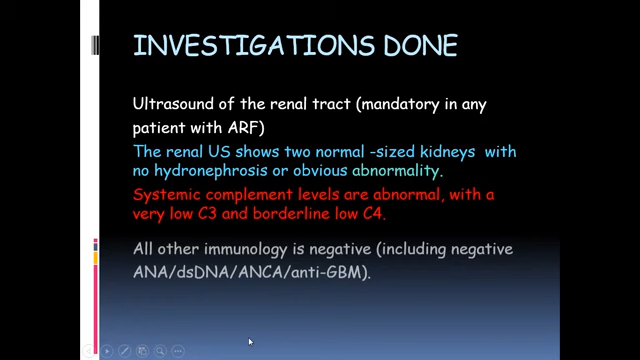 INVESTIGATIONS DONE
Ultrasound of the renal tract (mandatory in any
patient with ARF)
The renal US shows two normal -sized kidneys with
no hydronephrosis or obvious abnormality.
Systemic complement levels are abnormal, with a
very low C3 and borderline low C4.
All other immunology is negative (including negative
ANA/dsDNA/ANCA/anti-GBM).